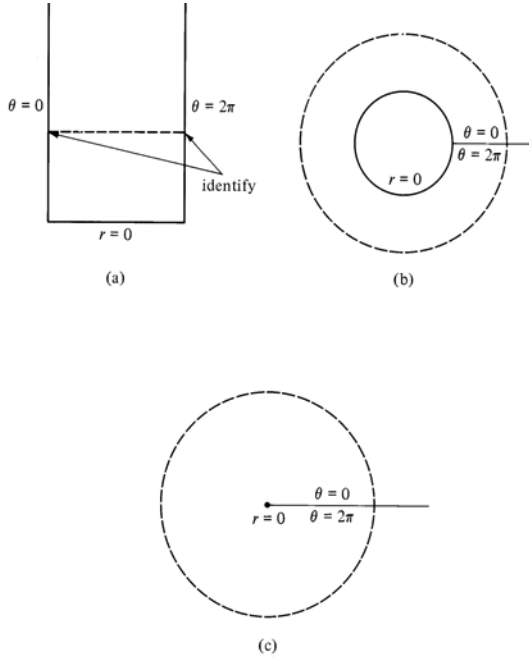 θ = 0
θ = 2π
identify
r = 0
(a)
θ = 0
θ = 2π
r = 0
(b)
θ = 0
θ = 2π
r = 0
(c)